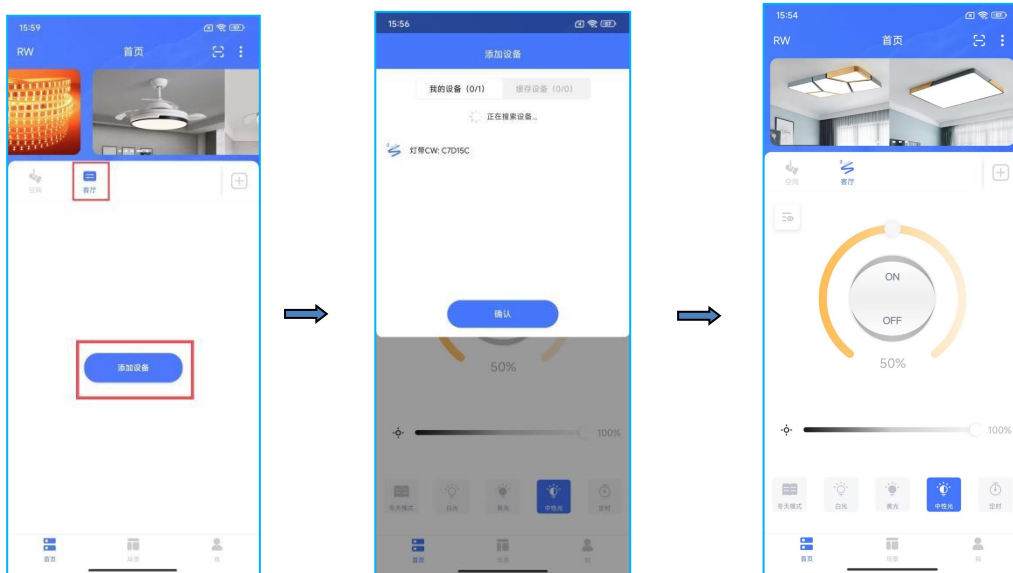 15:59
87
RW
首页
空间
客厅
添加设备
首页
场景
我
15:56
87
添加设备
我的设备（0/1）
缓存设备（0/0）
正在搜索设备...
灯带CW: C7D15C
确认
50%
100%
冬天模式
白光
黄光
中性光
定时
首页
场景
我
15:54
87
RW
首页
空间
客厅
ON
OFF
50%
100%
冬天模式
白光
黄光
中性光
定时
首页
场景
我